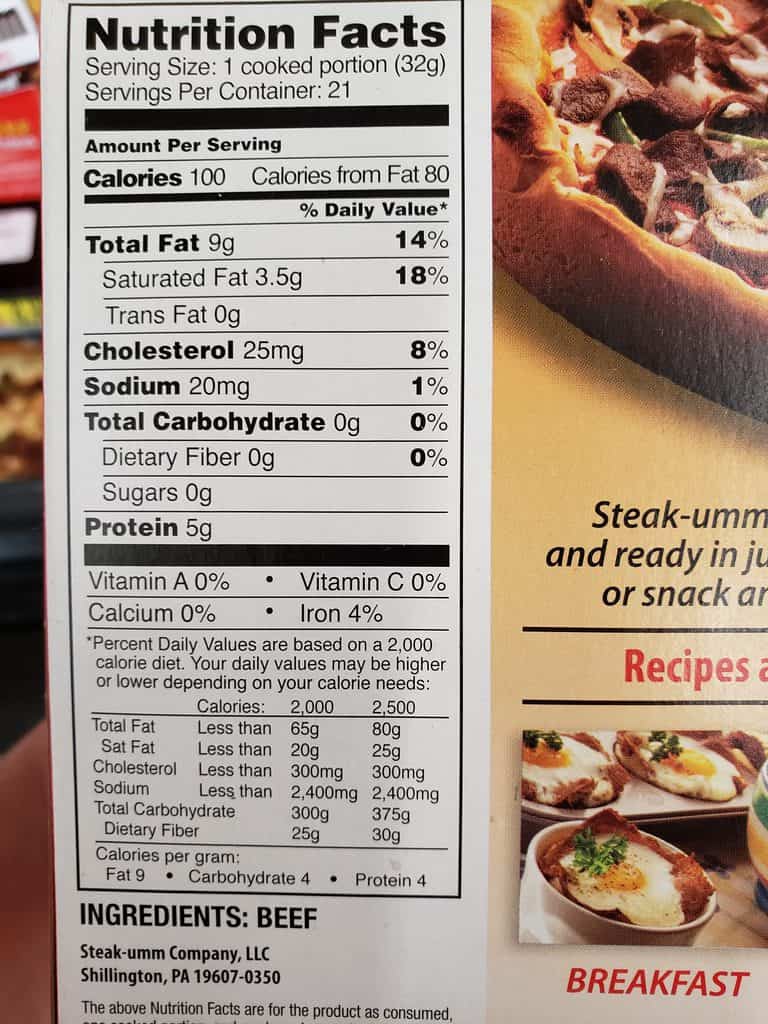 Nutrition Facts
Serving Size: 1 cooked portion (32g)
Servings Per Container: 21
Amount Per Serving
Calories 100 Calories from Fat 80
% Daily Value*
Total Fat 9g 14%
Saturated Fat 3.5g 18%
Trans Fat 0g
Cholesterol 25mg 8%
Sodium 20mg 1%
Total Carbohydrate 0g 0%
Dietary Fiber 0g 0%
Sugars 0g
Protein 5g
Vitamin A 0% • Vitamin C 0%
Calcium 0% • Iron 4%
*Percent Daily Values are based on a 2,000
calorie diet. Your daily values may be higher
or lower depending on your calorie needs:
Calories: 2,000 2,500
Total Fat Less than 65g 80g
Sat Fat Less than 20g 25g
Cholesterol Less than 300mg 300mg
Sodium Less than 2,400mg 2,400mg
Total Carbohydrate 300g 375g
Dietary Fiber 25g 30g
Calories per gram:
Fat 9 • Carbohydrate 4 • Protein 4
INGREDIENTS: BEEF
Steak-umm Company, LLC
Shillington, PA 19607-0350
The above Nutrition Facts are for the product as consumed,
Steak-umm
and ready in ju
or snack an
Recipes a
BREAKFAST